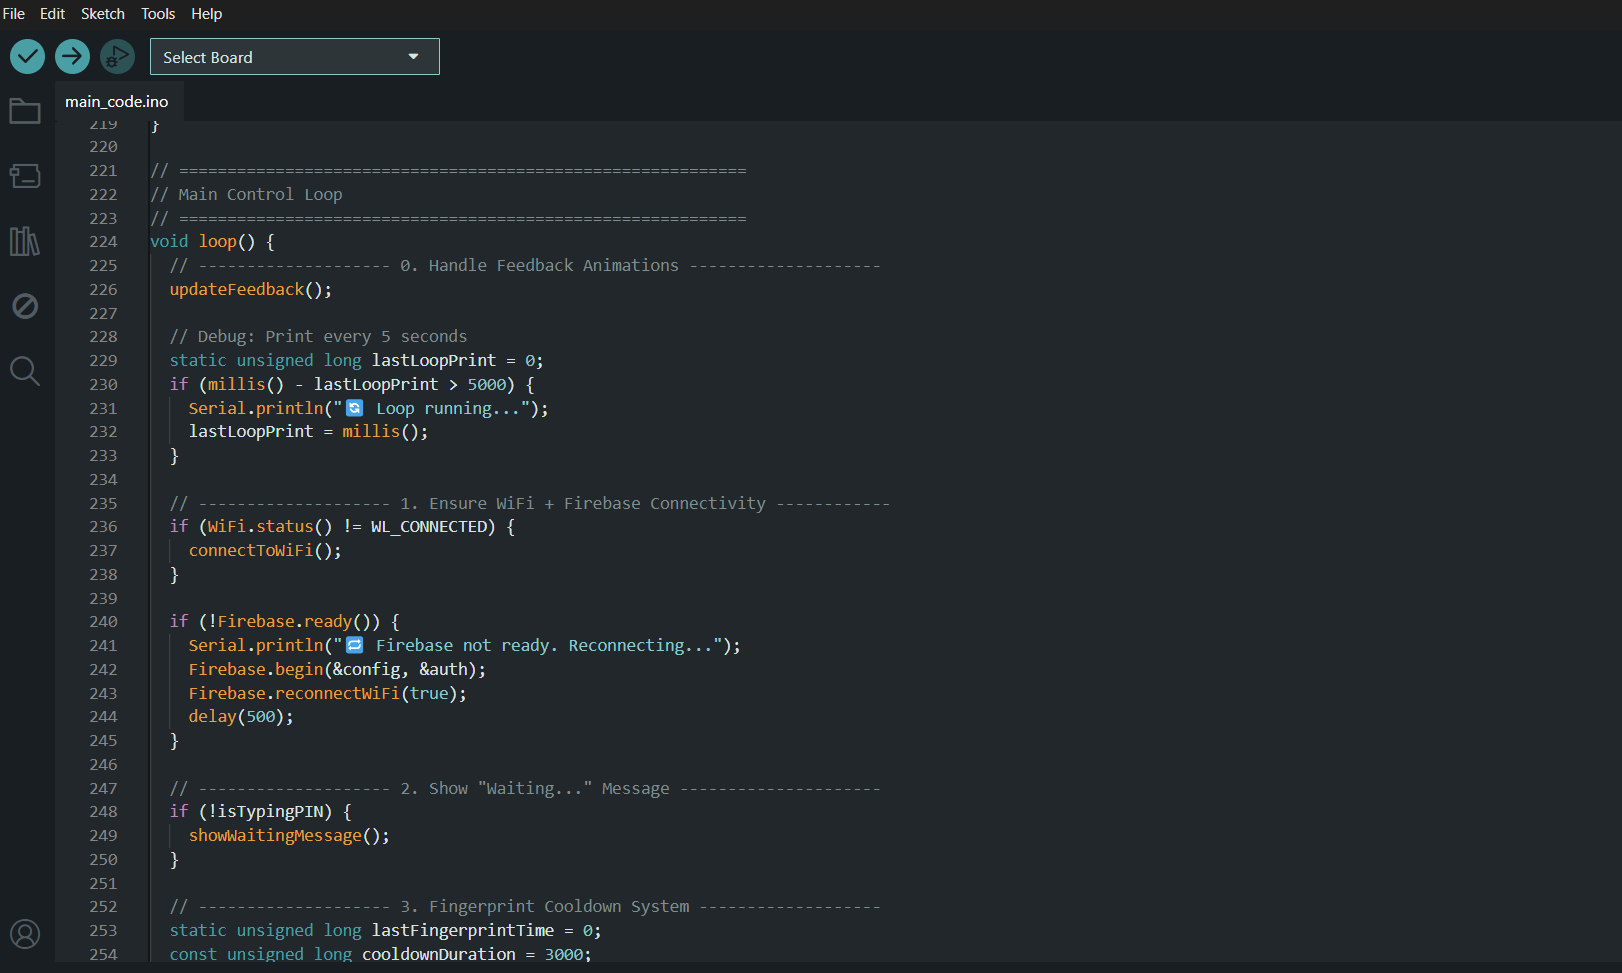 File Edit Sketch Tools Help
Select Board
main_code.ino
219 }
220
221 // ===========================================================
222 // Main Control Loop
223 // ===========================================================
224 void loop() {
225 // -------------------- 0. Handle Feedback Animations --------------------
226 updateFeedback();
227
228 // Debug: Print every 5 seconds
229 static unsigned long lastLoopPrint = 0;
230 if (millis() - lastLoopPrint > 5000) {
231 Serial.println("🔄 Loop running...");
232 lastLoopPrint = millis();
233 }
234
235 // -------------------- 1. Ensure WiFi + Firebase Connectivity ------------
236 if (WiFi.status() != WL_CONNECTED) {
237 connectToWiFi();
238 }
239
240 if (!Firebase.ready()) {
241 Serial.println("🔁 Firebase not ready. Reconnecting...");
242 Firebase.begin(&config, &auth);
243 Firebase.reconnectWiFi(true);
244 delay(500);
245 }
246
247 // -------------------- 2. Show "Waiting..." Message ---------------------
248 if (!isTypingPIN) {
249 showWaitingMessage();
250 }
251
252 // -------------------- 3. Fingerprint Cooldown System -------------------
253 static unsigned long lastFingerprintTime = 0;
254 const unsigned long cooldownDuration = 3000;